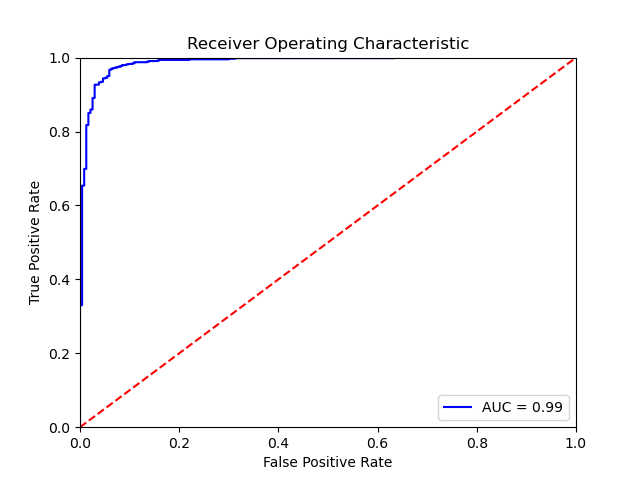 Receiver Operating Characteristic
True Positive Rate
1.0
0.8
0.6
0.4
0.2
0.0
AUC = 0.99
0.0 0.2 0.4 0.6 0.8 1.0
False Positive Rate